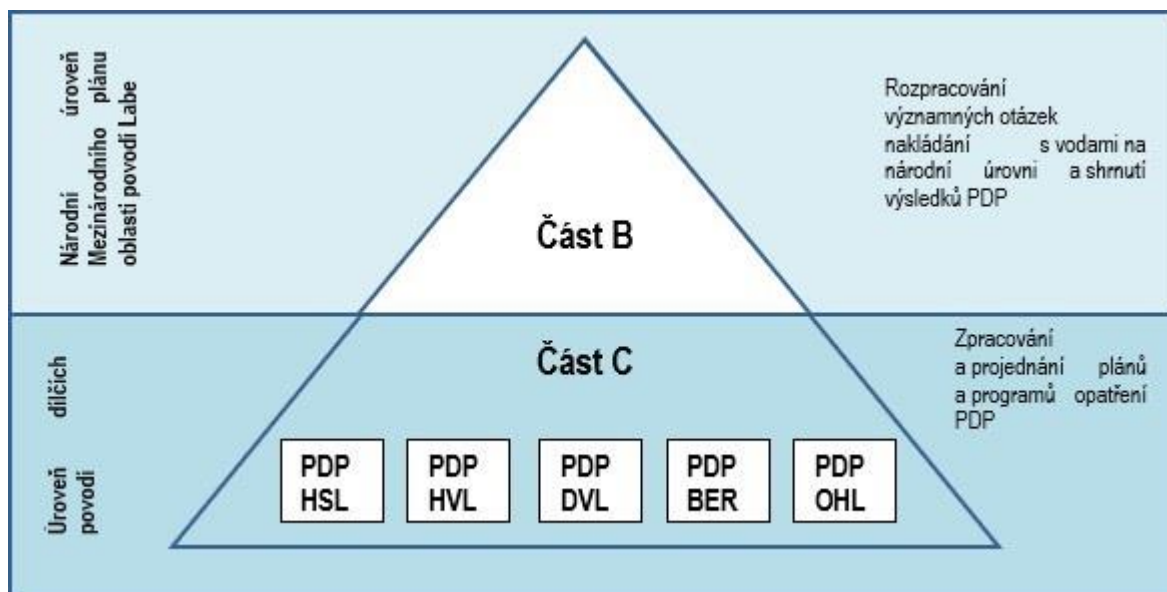 Národní úroveň
Mezinárodního plánu
oblasti povodí Labe
Rozpracování
významných otázek
nakládání s vodami na
národní úrovni a shrnutí
výsledků PDP
Část B
Část C
Zpracování
a projednání plánů
a programů opatření
PDP
Úroveň dílčích
povodí
PDP
HSL
PDP
HVL
PDP
DVL
PDP
BER
PDP
OHL